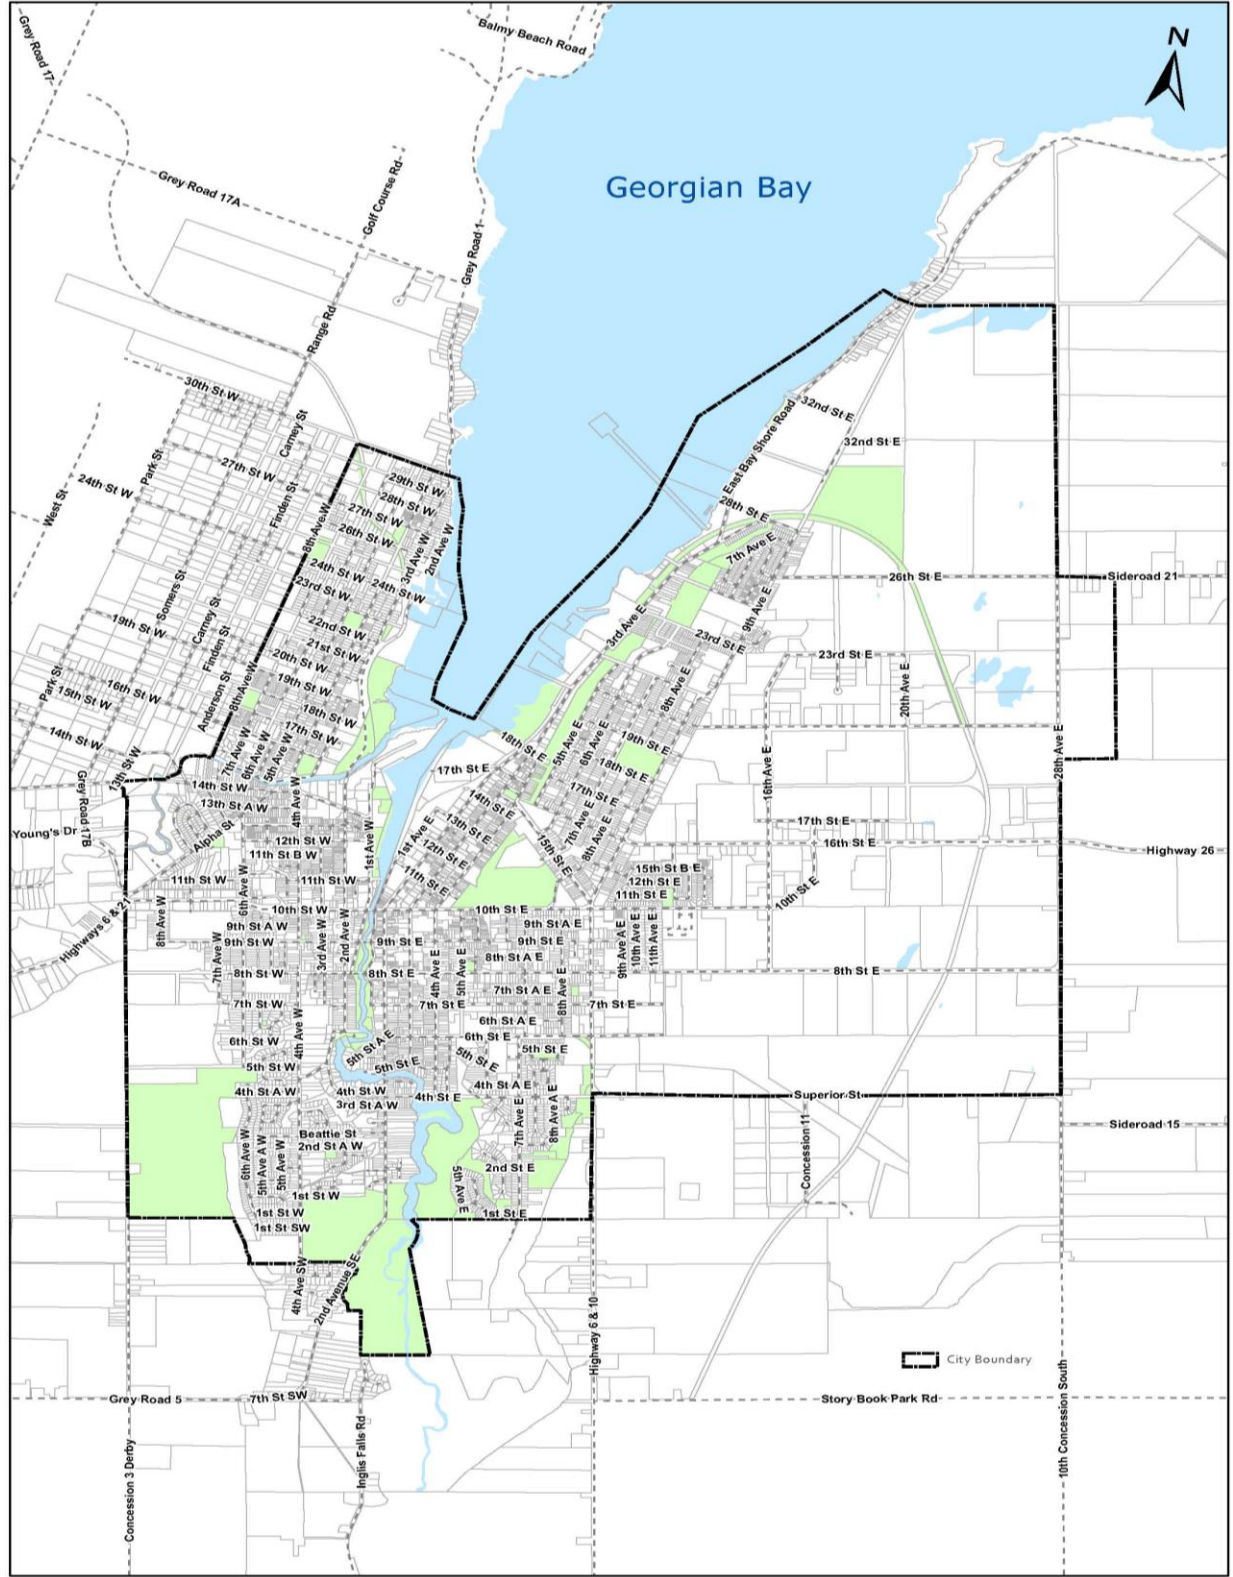 Grey Road 17
Balmy Beach Road
N
Grey Road 17A
Golf Course Rd
Georgian Bay
Grey Road 1
Range Rd
30th St W
Carney St
32nd St E
East Bay Shore Road
32nd St E
Park St
27th St W
24th St W
West St
Finden St
29th St W
28th St W
27th St W
26th St W
8th Ave W
3rd Ave W
2nd Ave W
28th St E
7th Ave E
26th St E
Sideroad 21
24th St W
24th St W
23rd St W
Somers St
Carney St
Finden St
19th St W
22nd St W
21st St W
20th St W
19th St W
3rd Ave E
9th Ave E
23rd St E
23rd St E
20th Ave E
8th Ave E
Park St
15th St W
16th St W
14th St W
Anderson St
8th Ave W
18th St W
17th St W
7th Ave W
6th Ave W
5th Ave W
18th St E
5th Ave E
6th Ave E
19th St E
18th St E
28th Ave E
16th Ave E
13th St W
Grey Road 17B
14th St W
13th St A W
4th Ave W
17th St E
17th St E
14th St E
13th St E
12th St E
11th St E
1st Ave E
15th St E
7th Ave E
8th Ave E
17th St E
16th St E
Highway 26
Young's Dr
Alpha St
12th St W
11th St B W
11th St W
11th St W
1st Ave W
15th St B E
12th St E
11th St E
10th St E
Highways 6 & 21
8th Ave W
6th Ave W
10th St W
9th St A W
9th St W
3rd Ave W
2nd Ave W
10th St E
9th St A E
9th St E
9th St E
8th St A E
9th Ave A E
10th Ave E
11th Ave E
7th Ave W
8th St W
8th St E
4th Ave E
5th Ave E
8th St E
7th St W
7th St E
7th St A E
8th Ave E
7th St E
6th St W
4th Ave W
6th St A E
6th St E
5th St W
5th St A E
5th St E
5th St E
5th St E
4th St A W
4th St W
3rd St A W
4th St E
4th St A E
Superior St
Beattie St
2nd St A W
7th Ave E
8th Ave A E
Concession 11
Sideroad 15
6th Ave W
5th Ave A W
5th Ave W
1st St W
1st St W
1st St SW
5th Ave E
2nd St E
1st St E
4th Ave SW
2nd Avenue SE
Highway 6 & 10
City Boundary
Grey Road 5
7th St SW
Story Book Park Rd
Concession 3 Derby
Inglis Falls Rd
10th Concession South